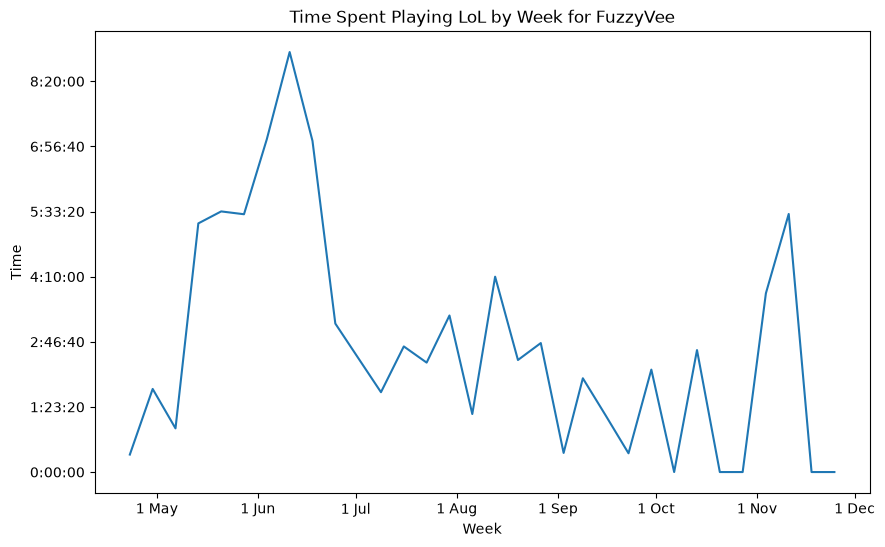 Time Spent Playing LoL by Week for FuzzyVee
8:20:00
6:56:40
5:33:20
4:10:00
2:46:40
1:23:20
0:00:00
Time
1 May 1 Jun 1 Jul 1 Aug 1 Sep 1 Oct 1 Nov 1 Dec
Week